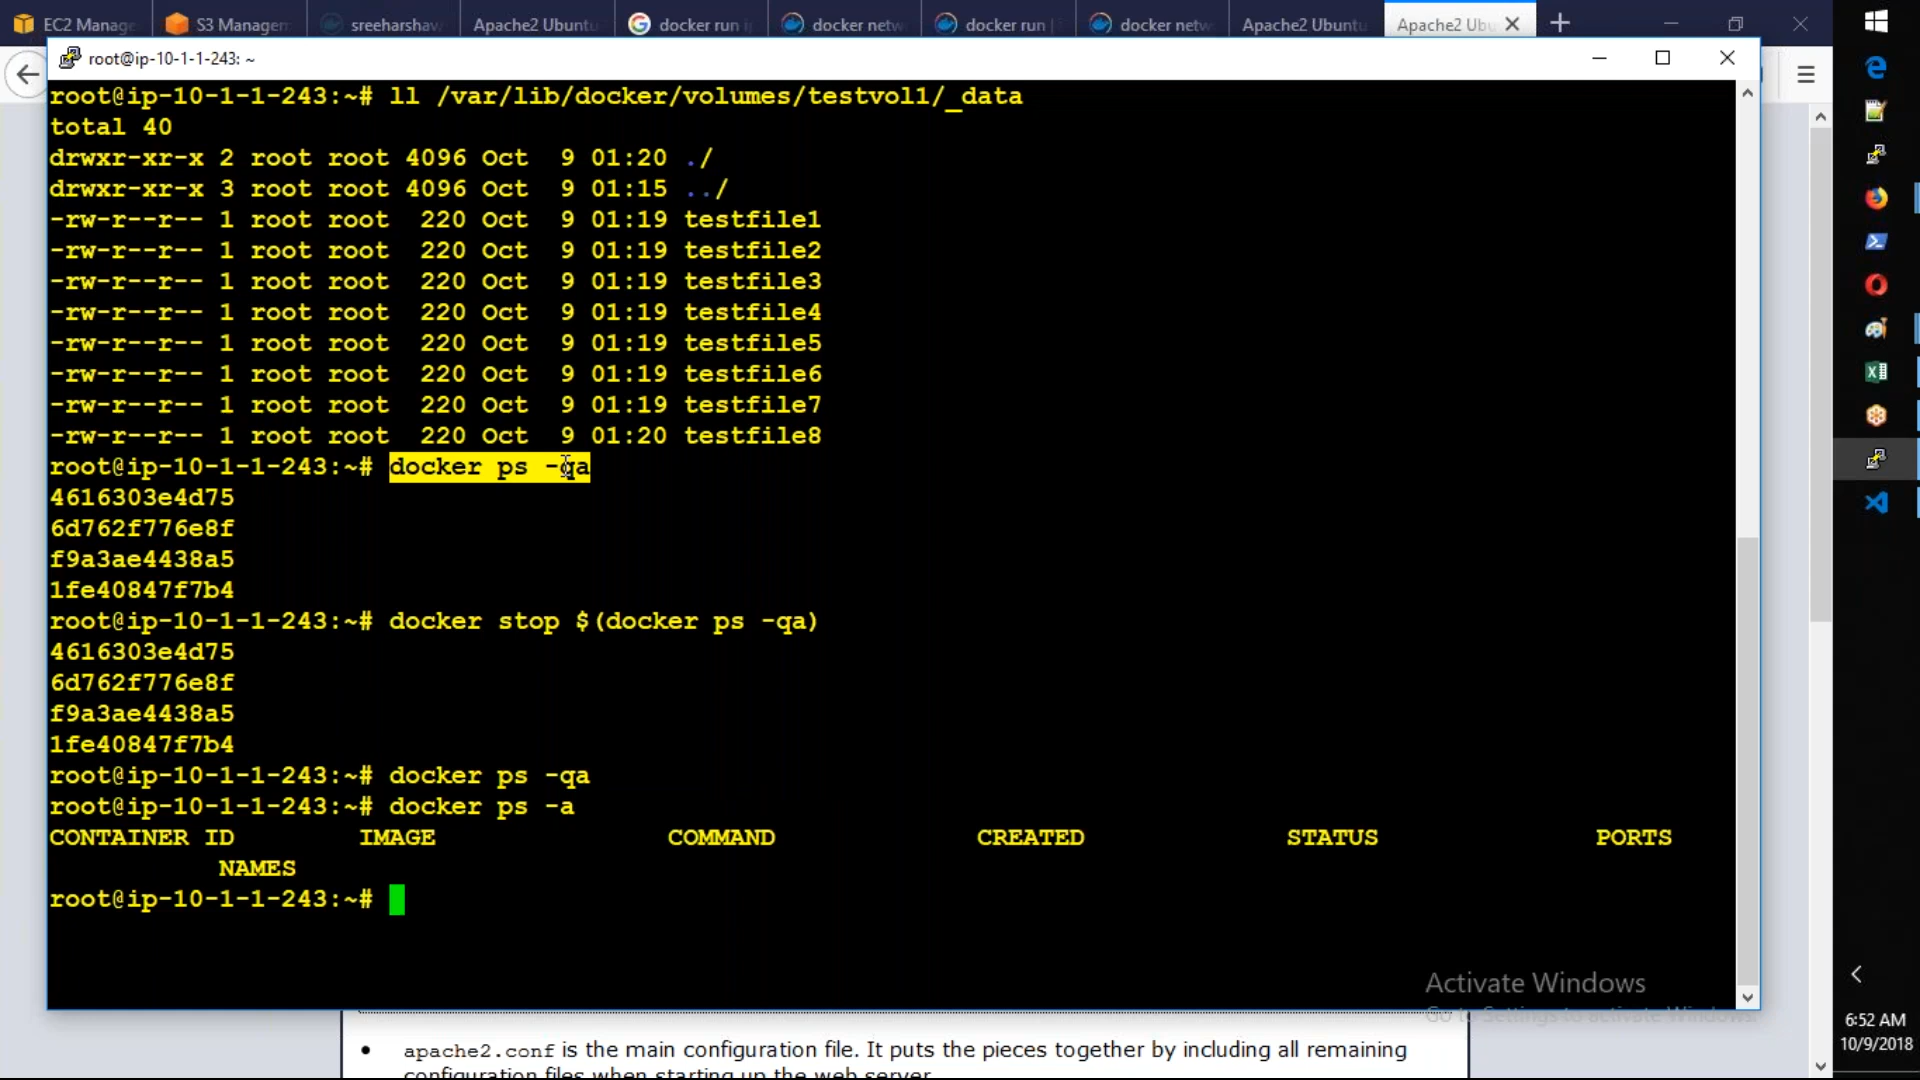 EC2 Manage
S3 Managem
sreeharshav
Apache2 Ubuntu
docker run i
docker netw
docker run |
docker netw
Apache2 Ubuntu
Apache2 Ubu
root@ip-10-1-1-243: ~
root@ip-10-1-1-243:~# ll /var/lib/docker/volumes/testvol1/_data
total 40
drwxr-xr-x 2 root root 4096 Oct  9 01:20 ./
drwxr-xr-x 3 root root 4096 Oct  9 01:15 ../
-rw-r--r-- 1 root root  220 Oct  9 01:19 testfile1
-rw-r--r-- 1 root root  220 Oct  9 01:19 testfile2
-rw-r--r-- 1 root root  220 Oct  9 01:19 testfile3
-rw-r--r-- 1 root root  220 Oct  9 01:19 testfile4
-rw-r--r-- 1 root root  220 Oct  9 01:19 testfile5
-rw-r--r-- 1 root root  220 Oct  9 01:19 testfile6
-rw-r--r-- 1 root root  220 Oct  9 01:19 testfile7
-rw-r--r-- 1 root root  220 Oct  9 01:20 testfile8
root@ip-10-1-1-243:~# docker ps -qa
4616303e4d75
6d762f776e8f
f9a3ae4438a5
1fe40847f7b4
root@ip-10-1-1-243:~# docker stop $(docker ps -qa)
4616303e4d75
6d762f776e8f
f9a3ae4438a5
1fe40847f7b4
root@ip-10-1-1-243:~# docker ps -qa
root@ip-10-1-1-243:~# docker ps -a
CONTAINER ID        IMAGE               COMMAND             CREATED             STATUS              PORTS
NAMES
root@ip-10-1-1-243:~#
Activate Windows
Go to Settings to activate Windows.
apache2.conf is the main configuration file. It puts the pieces together by including all remaining
configuration files when starting up the web server.
6:52 AM
10/9/2018